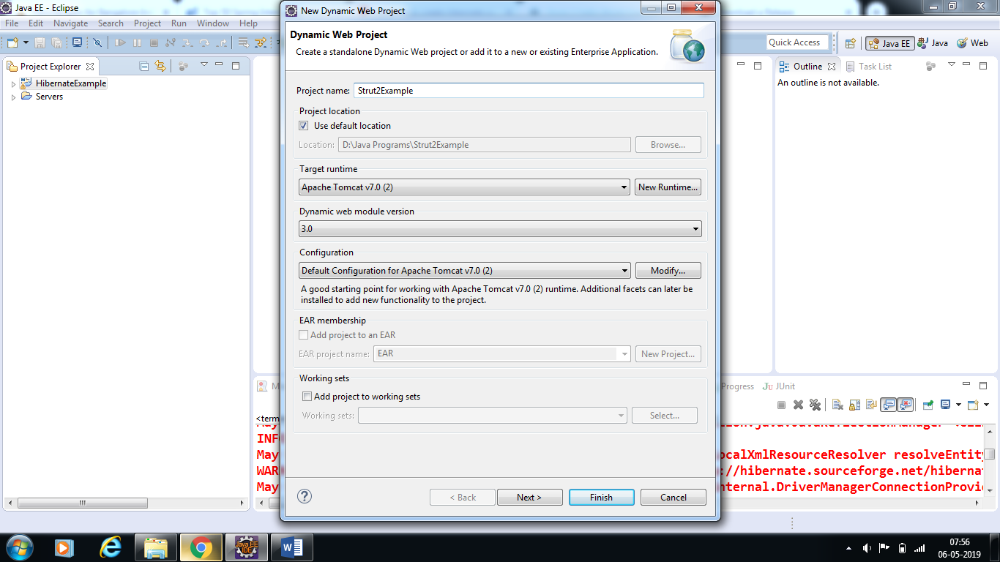 Java EE - Eclipse
File Edit Navigate Search Project Run Window Help
Quick Access
Java EE
Java
Web
Project Explorer
HibernateExample
Servers
New Dynamic Web Project
Dynamic Web Project
Create a standalone Dynamic Web project or add it to a new or existing Enterprise Application.
Project name: Strut2Example
Project location
Use default location
Location: D:\Java Programs\Strut2Example Browse...
Target runtime
Apache Tomcat v7.0 (2) New Runtime...
Dynamic web module version
3.0
Configuration
Default Configuration for Apache Tomcat v7.0 (2) Modify...
A good starting point for working with Apache Tomcat v7.0 (2) runtime. Additional facets can later be
installed to add new functionality to the project.
EAR membership
Add project to an EAR
EAR project name: EAR New Project...
Working sets
Add project to working sets
Working sets: Select...
< Back Next > Finish Cancel
Outline Task List
An outline is not available.
Progress JUnit
<term
INF
May ocalXmlResourceResolver resolveEntity
WAR ://hibernate.sourceforge.net/hiberna
May nternal.DriverManagerConnectionProvi
Java EE
IDE
07:56
06-05-2019